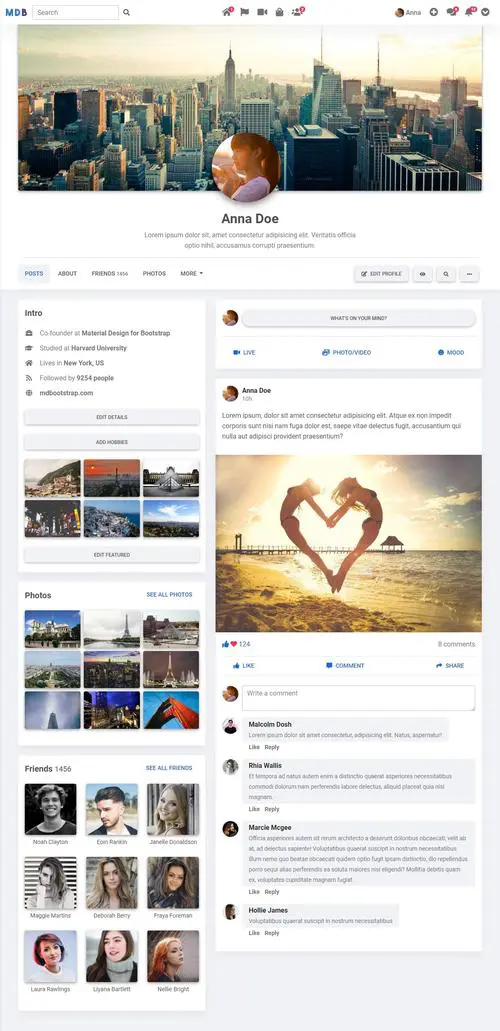 MDB
Search
Anna
Anna Doe
Lorem ipsum dolor sit, amet consectetur adipisicing elit. Veritatis officia
optio nihil, accusamus corrupti praesentium.
POSTS
ABOUT
FRIENDS 1456
PHOTOS
MORE
EDIT PROFILE
Intro
Co-founder at Material Design for Bootstrap
Studied at Harvard University
Lives in New York, US
Followed by 9254 people
mdbootstrap.com
EDIT DETAILS
ADD HOBBIES
EDIT FEATURED
Photos
SEE ALL PHOTOS
Friends 1456
SEE ALL FRIENDS
Noah Clayton
Eoin Rankin
Janelle Donaldson
Maggie Martins
Deborah Berry
Fraya Foreman
Laura Rawlings
Liyana Bartlett
Nellie Bright
WHAT'S ON YOUR MIND?
LIVE
PHOTO/VIDEO
MOOD
Anna Doe
10h
Lorem ipsum, dolor sit amet consectetur adipisicing elit. Atque ex non impedit
corporis sunt nisi nam fuga dolor est, saepe vitae delectus fugit, accusantium qui
nulla aut adipisci provident praesentium?
124
8 comments
LIKE
COMMENT
SHARE
Write a comment
Malcolm Dosh
Lorem ipsum dolor sit amet consectetur, adipisicing elit. Natus, aspernatur!
Like Reply
Rhia Wallis
Et tempora ad natus autem enim a distinctio quaerat asperiores necessitatibus
commodi dolorum nam perferendis labore delectus, aliquid placeat quia nisi
magnam.
Like Reply
Marcie Mcgee
Officia asperiores autem sit rerum architecto a deserunt doloribus obcaecati, velit ab
at, ad delectus sapiente! Voluptatibus quaerat suscipit in nostrum necessitatibus.
Illum nemo quo beatae obcaecati quidem optio fugit ipsam distinctio, illo repellendus
porro sequi alias perferendis ea soluta maiores nisi eligendi? Mollitia debitis quam
ex, voluptates cupiditate magnam fugiat.
Like Reply
Hollie James
Voluptatibus quaerat suscipit in nostrum necessitatibus
Like Reply